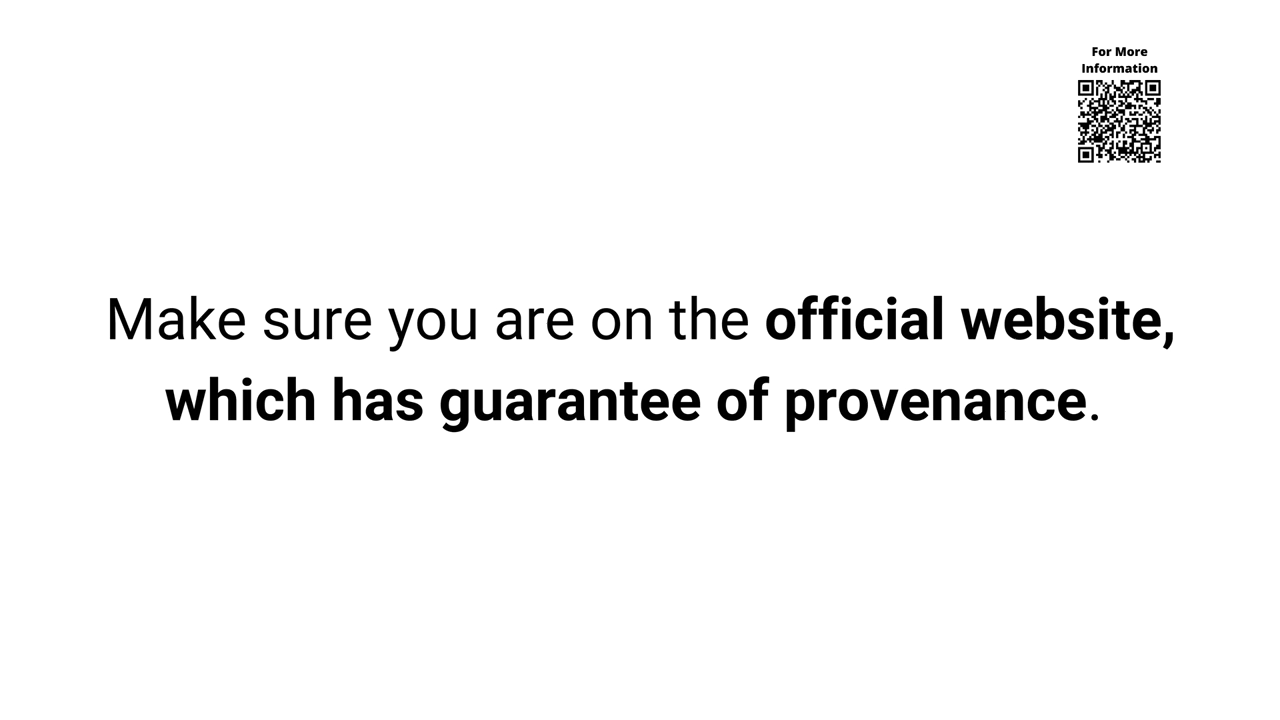 For More
Information
Make sure you are on the official website,
which has guarantee of provenance.